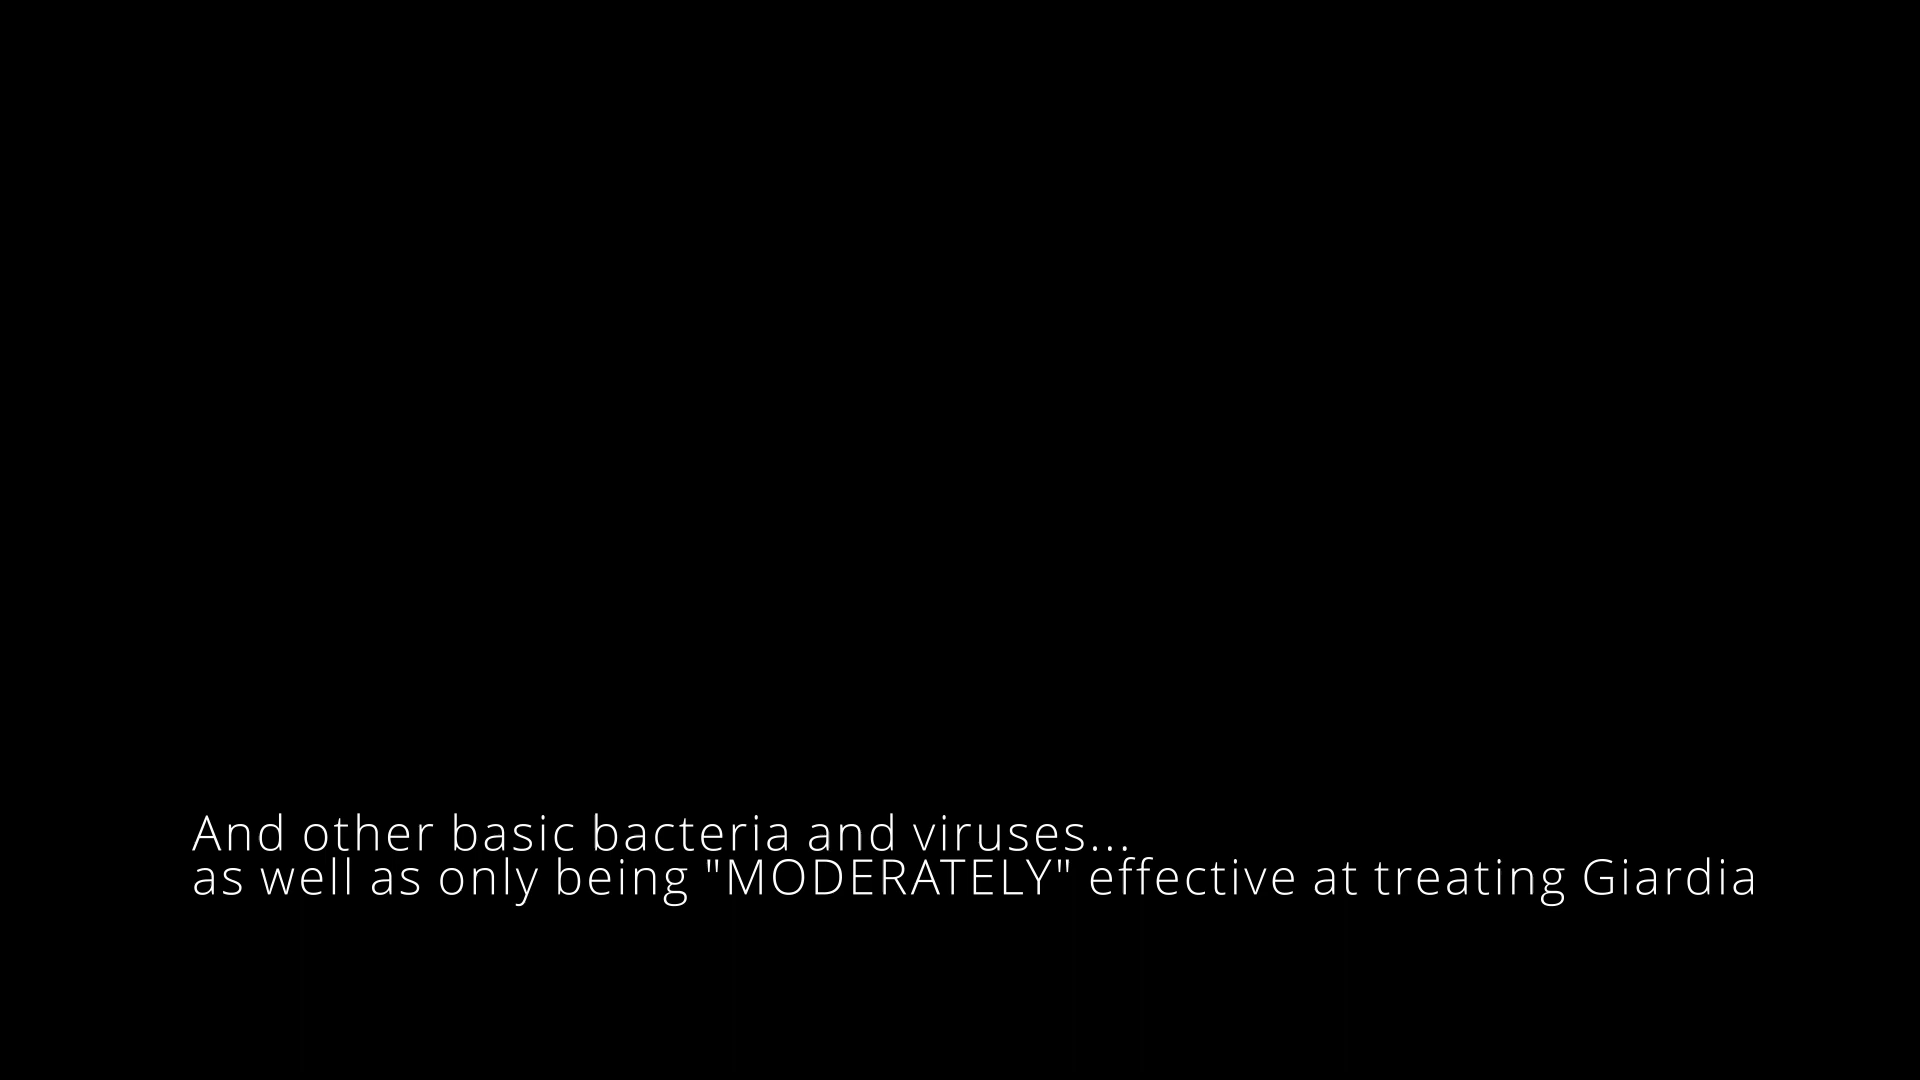 And other basic bacteria and viruses...
as well as only being "MODERATELY" effective at treating Giardia